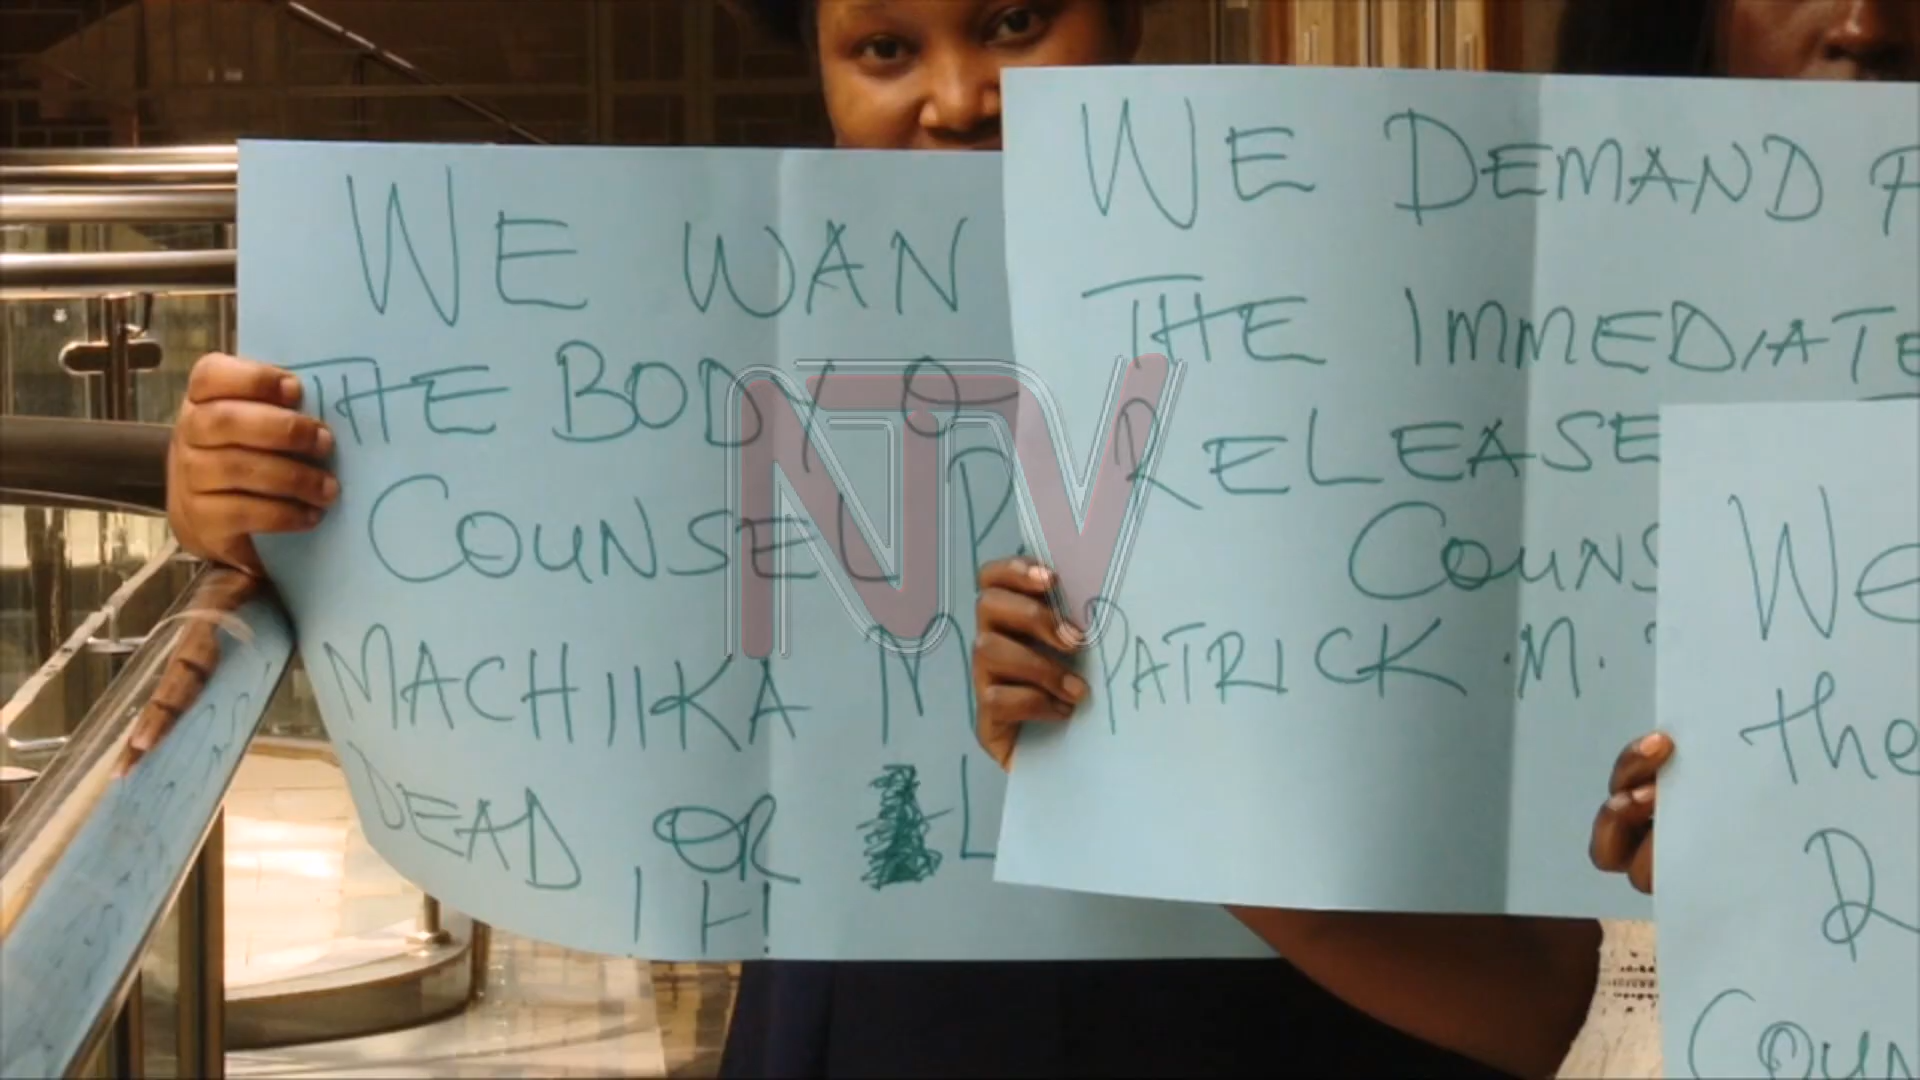 WE WAN
THE BODY O
COUNSEL P.
MACHIIKA M
DEAD OR L
!!!
WE DEMAND F
THE IMMEDIATE
RELEASE
COUNS
PATRICK .M.
We
the
R
Coun
NTV